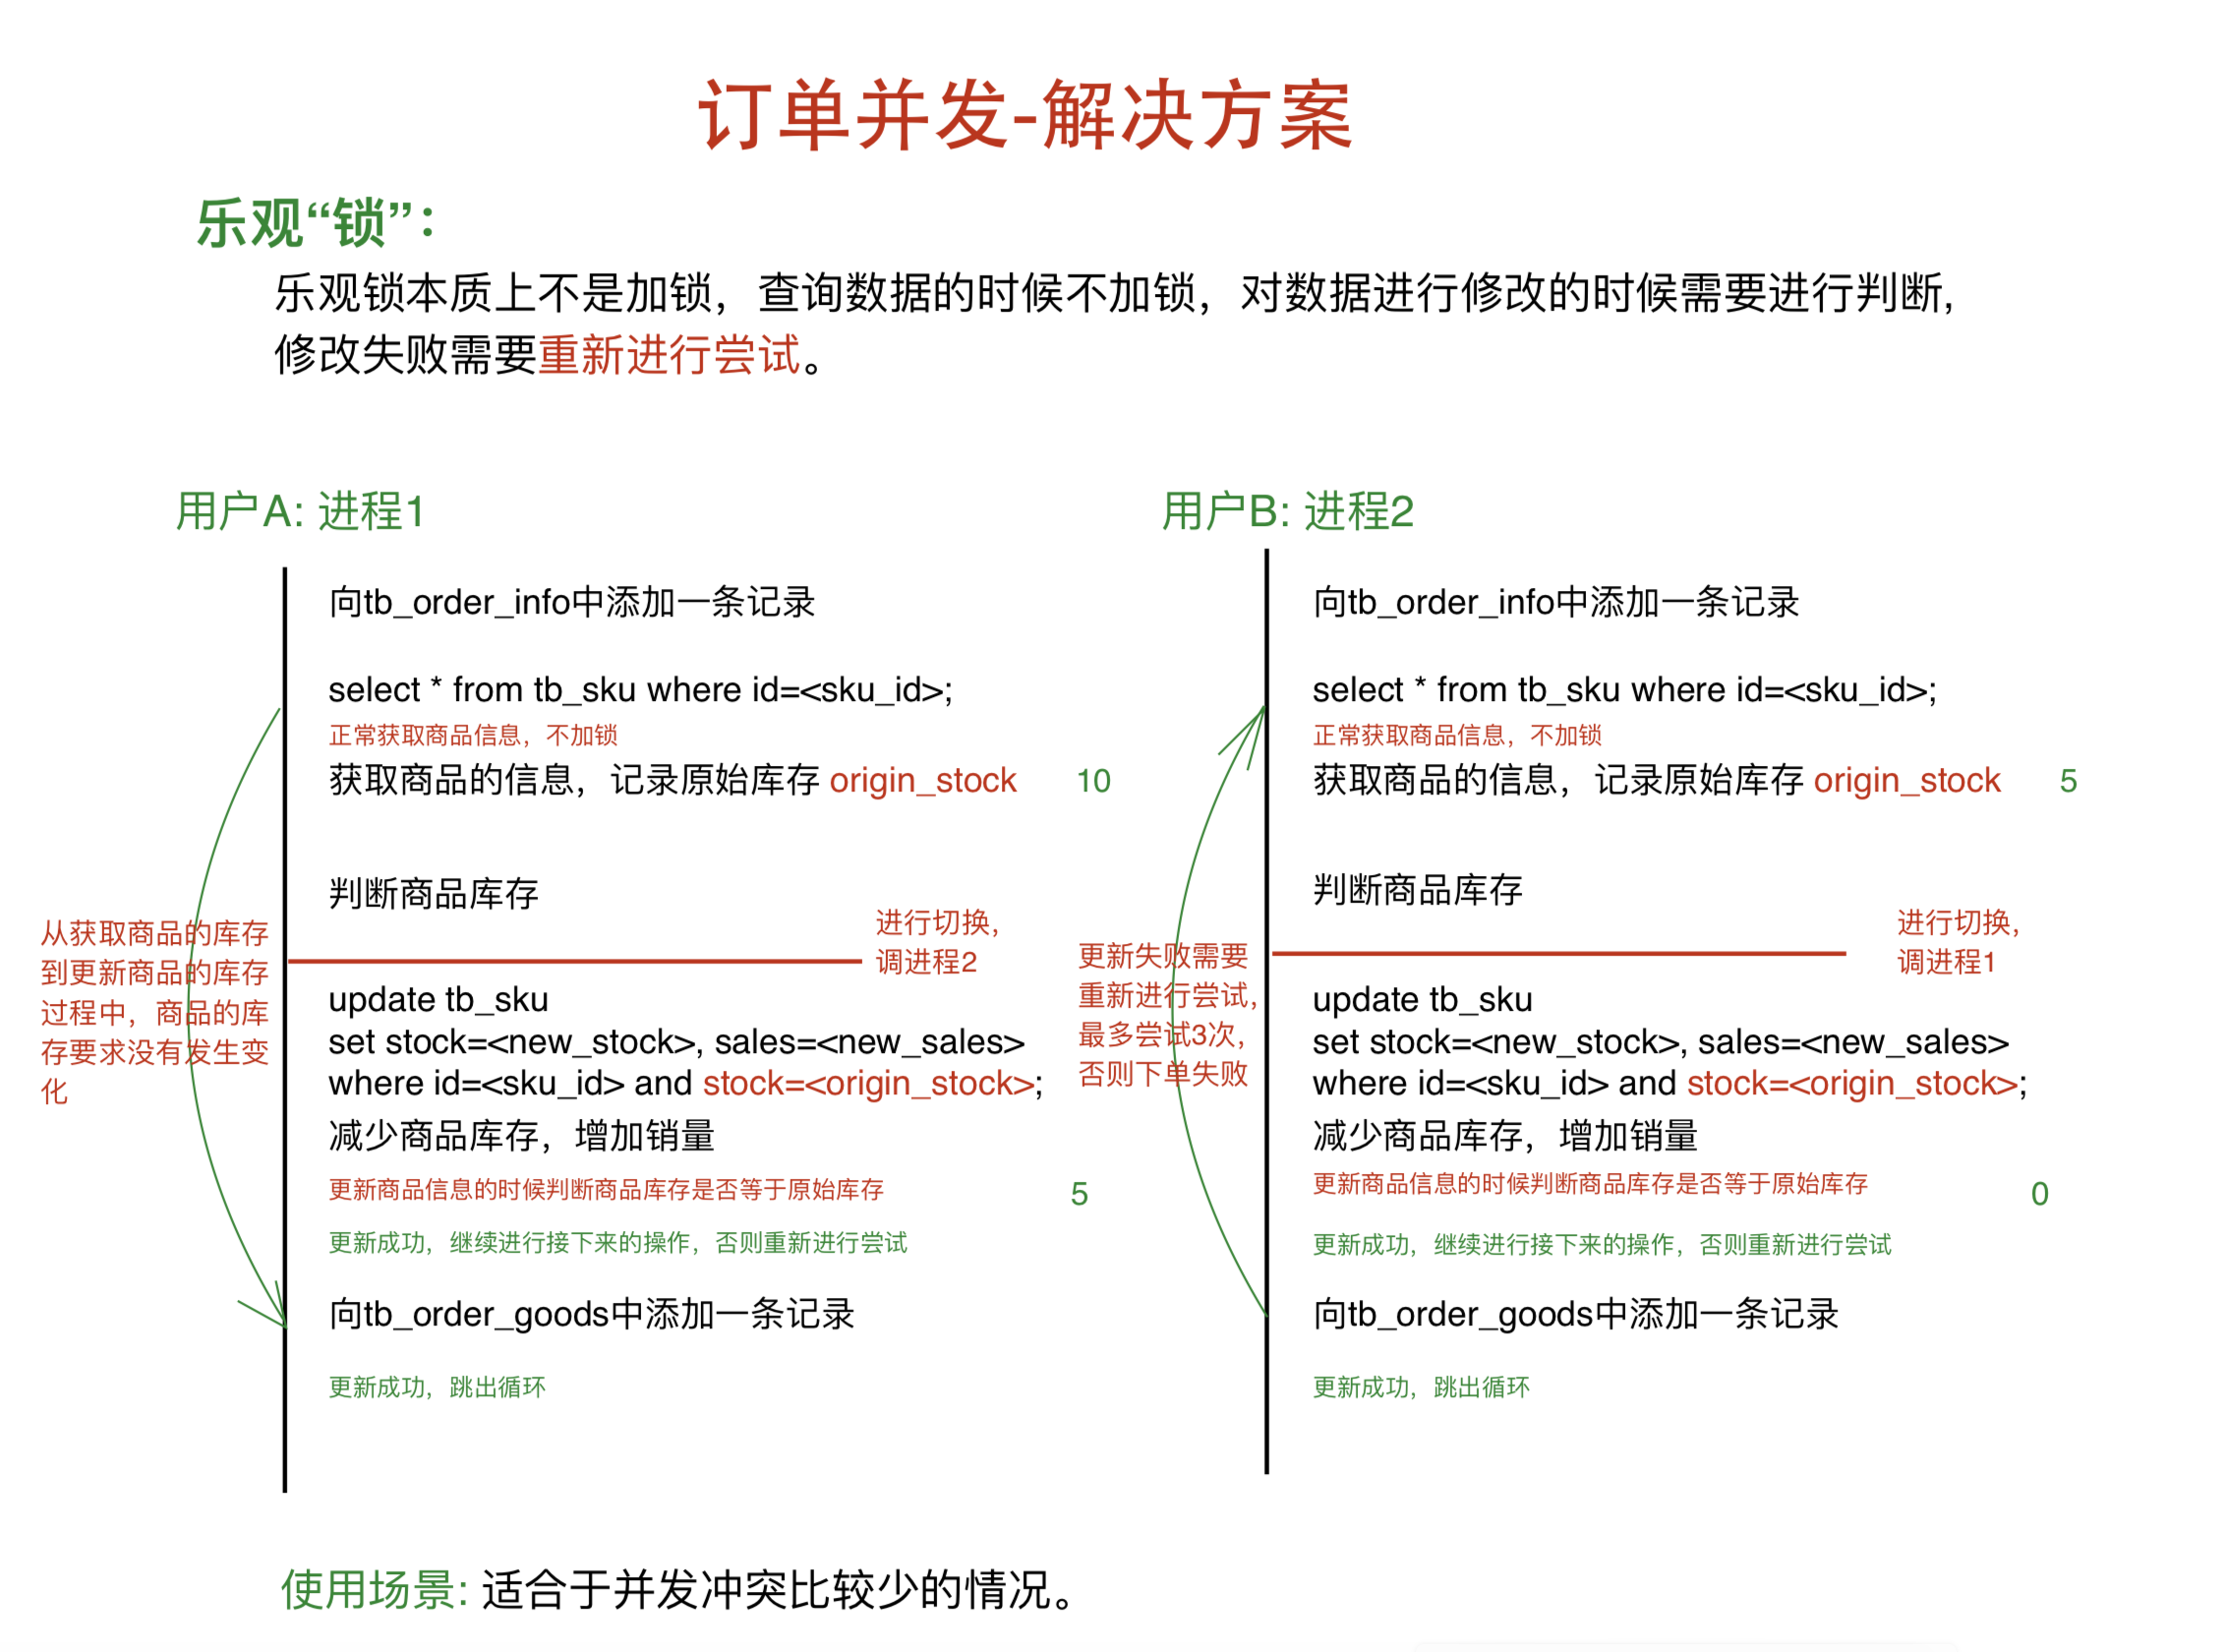 订单并发-解决方案
乐观“锁”：
乐观锁本质上不是加锁，查询数据的时候不加锁，对数据进行修改的时候需要进行判断,
修改失败需要重新进行尝试。
用户A: 进程1
向tb_order_info中添加一条记录
select * from tb_sku where id=<sku_id>;
正常获取商品信息，不加锁
获取商品的信息，记录原始库存 origin_stock 10
判断商品库存
进行切换，
调进程2
从获取商品的库存
到更新商品的库存
过程中，商品的库
存要求没有发生变
化
update tb_sku
set stock=<new_stock>, sales=<new_sales>
where id=<sku_id> and stock=<origin_stock>;
减少商品库存，增加销量
更新商品信息的时候判断商品库存是否等于原始库存
5
更新成功，继续进行接下来的操作，否则重新进行尝试
向tb_order_goods中添加一条记录
更新成功，跳出循环
用户B: 进程2
向tb_order_info中添加一条记录
select * from tb_sku where id=<sku_id>;
正常获取商品信息，不加锁
获取商品的信息，记录原始库存 origin_stock 5
判断商品库存
进行切换，
调进程1
更新失败需要
重新进行尝试，
最多尝试3次，
否则下单失败
update tb_sku
set stock=<new_stock>, sales=<new_sales>
where id=<sku_id> and stock=<origin_stock>;
减少商品库存，增加销量
更新商品信息的时候判断商品库存是否等于原始库存
0
更新成功，继续进行接下来的操作，否则重新进行尝试
向tb_order_goods中添加一条记录
更新成功，跳出循环
使用场景: 适合于并发冲突比较少的情况。